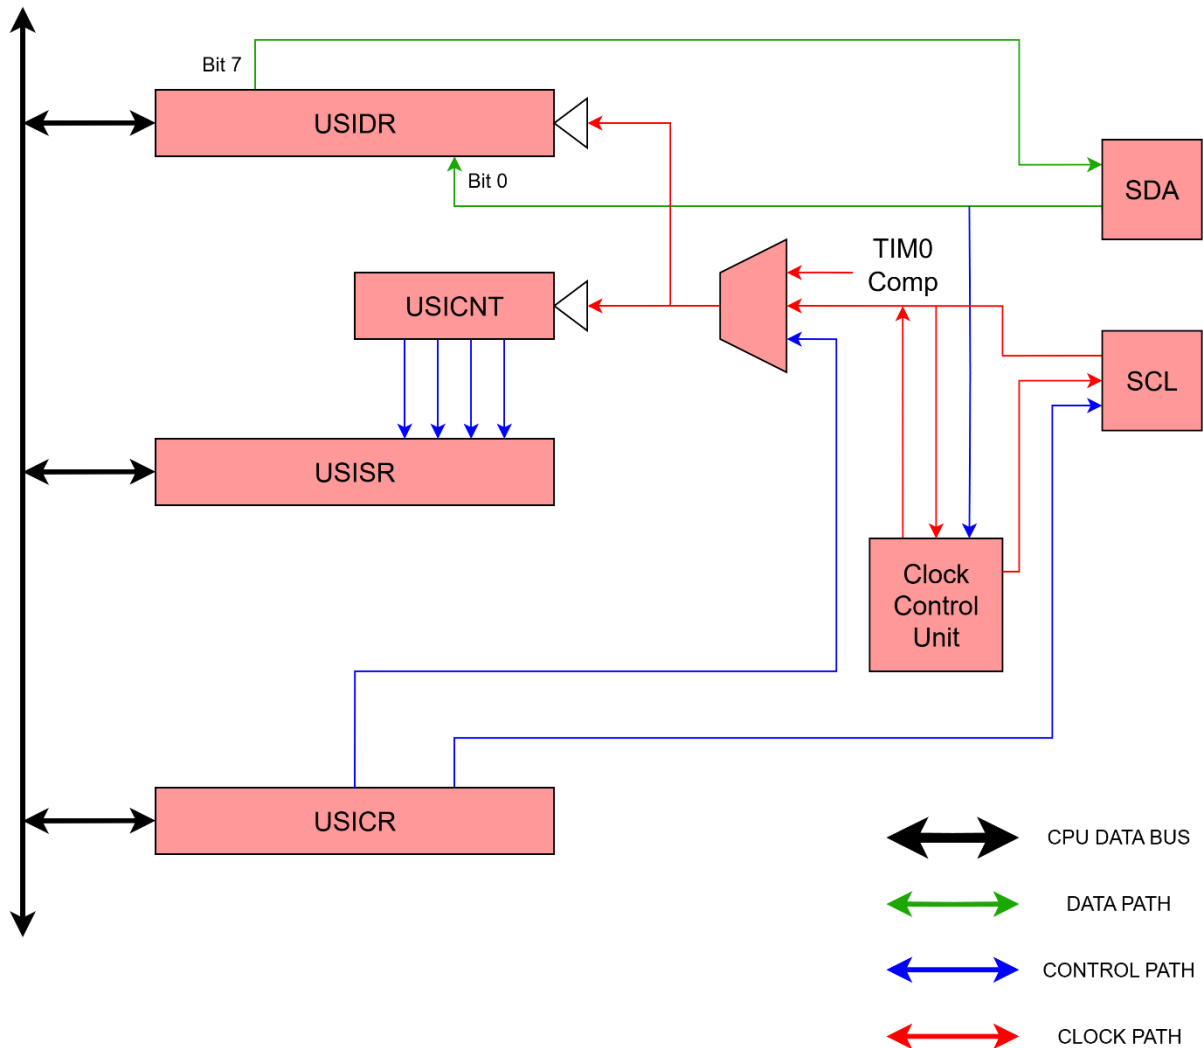 Bit 7
USIDR
Bit 0
SDA
TIM0
Comp
USICNT
SCL
USISR
Clock
Control
Unit
USICR
CPU DATA BUS
DATA PATH
CONTROL PATH
CLOCK PATH